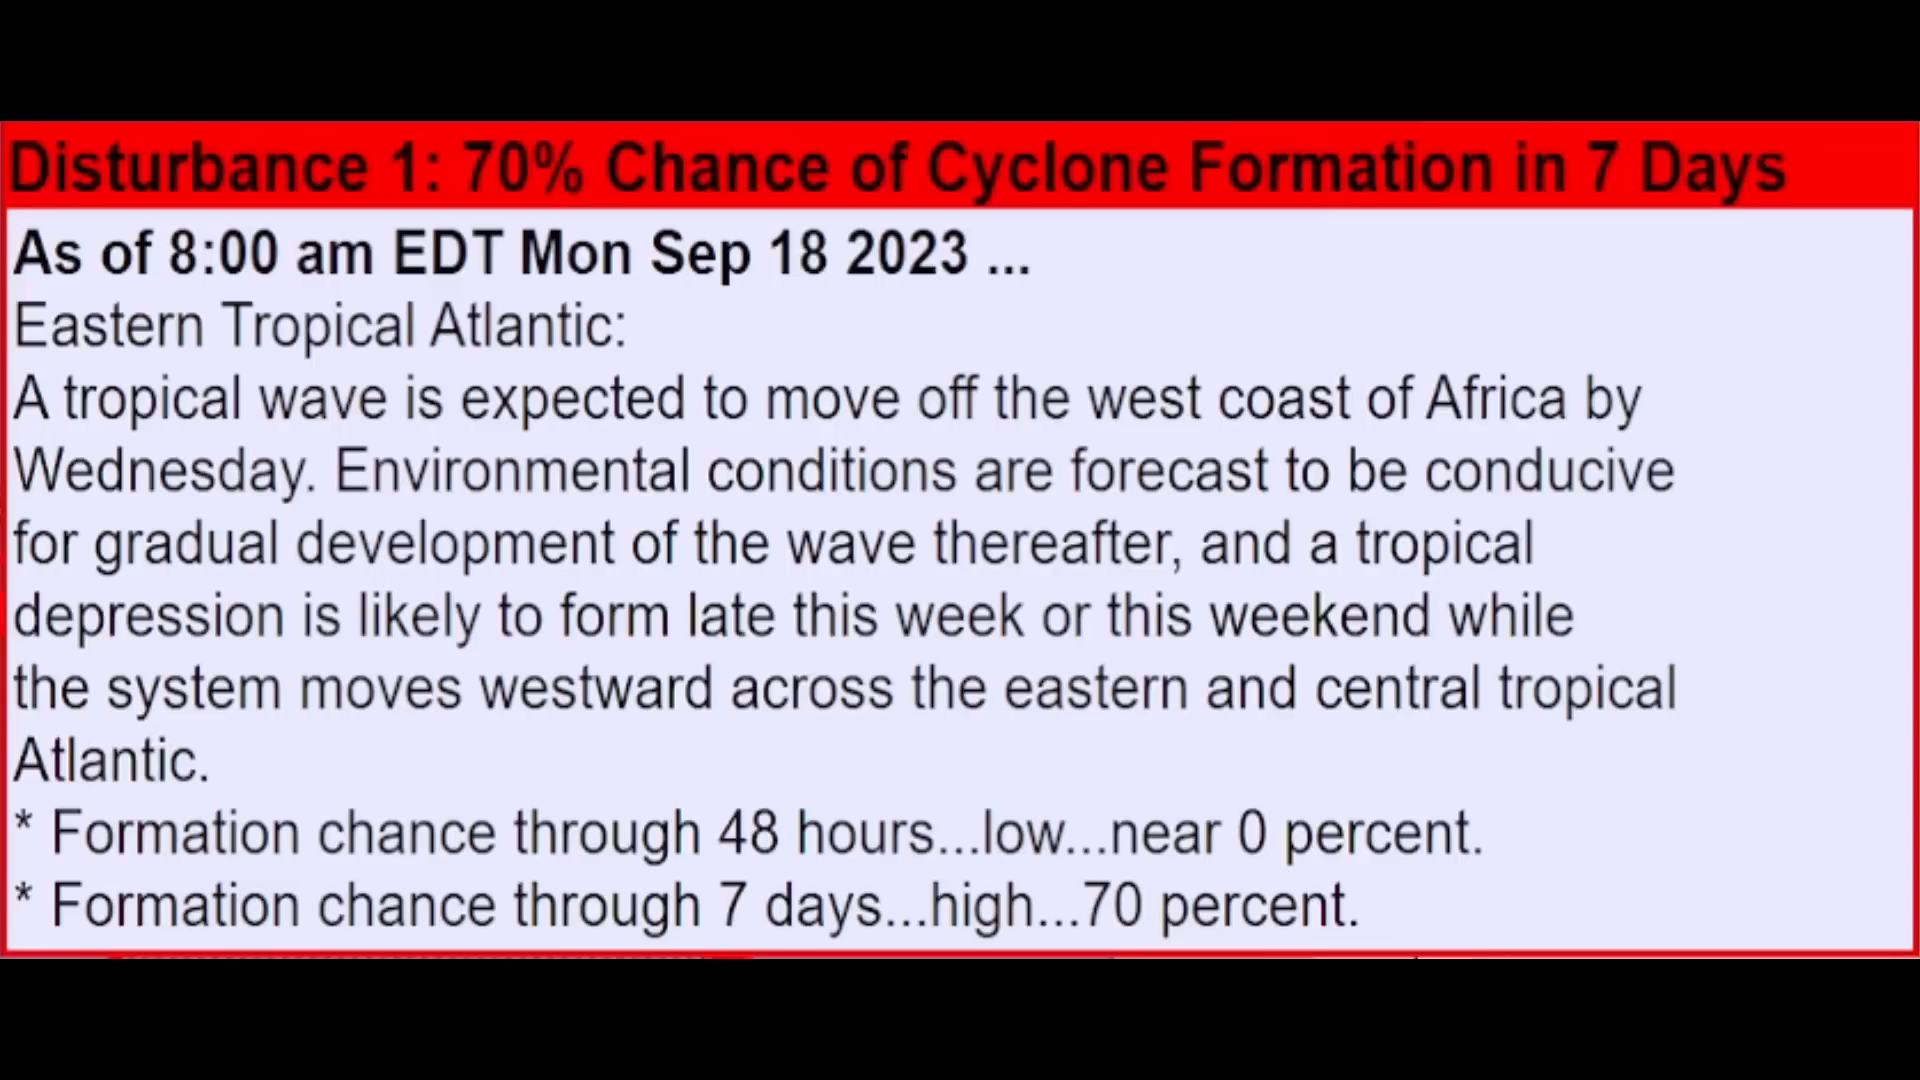 Disturbance 1: 70% Chance of Cyclone Formation in 7 Days
As of 8:00 am EDT Mon Sep 18 2023 ...
Eastern Tropical Atlantic:
A tropical wave is expected to move off the west coast of Africa by
Wednesday. Environmental conditions are forecast to be conducive
for gradual development of the wave thereafter, and a tropical
depression is likely to form late this week or this weekend while
the system moves westward across the eastern and central tropical
Atlantic.
* Formation chance through 48 hours...low...near 0 percent.
* Formation chance through 7 days...high...70 percent.